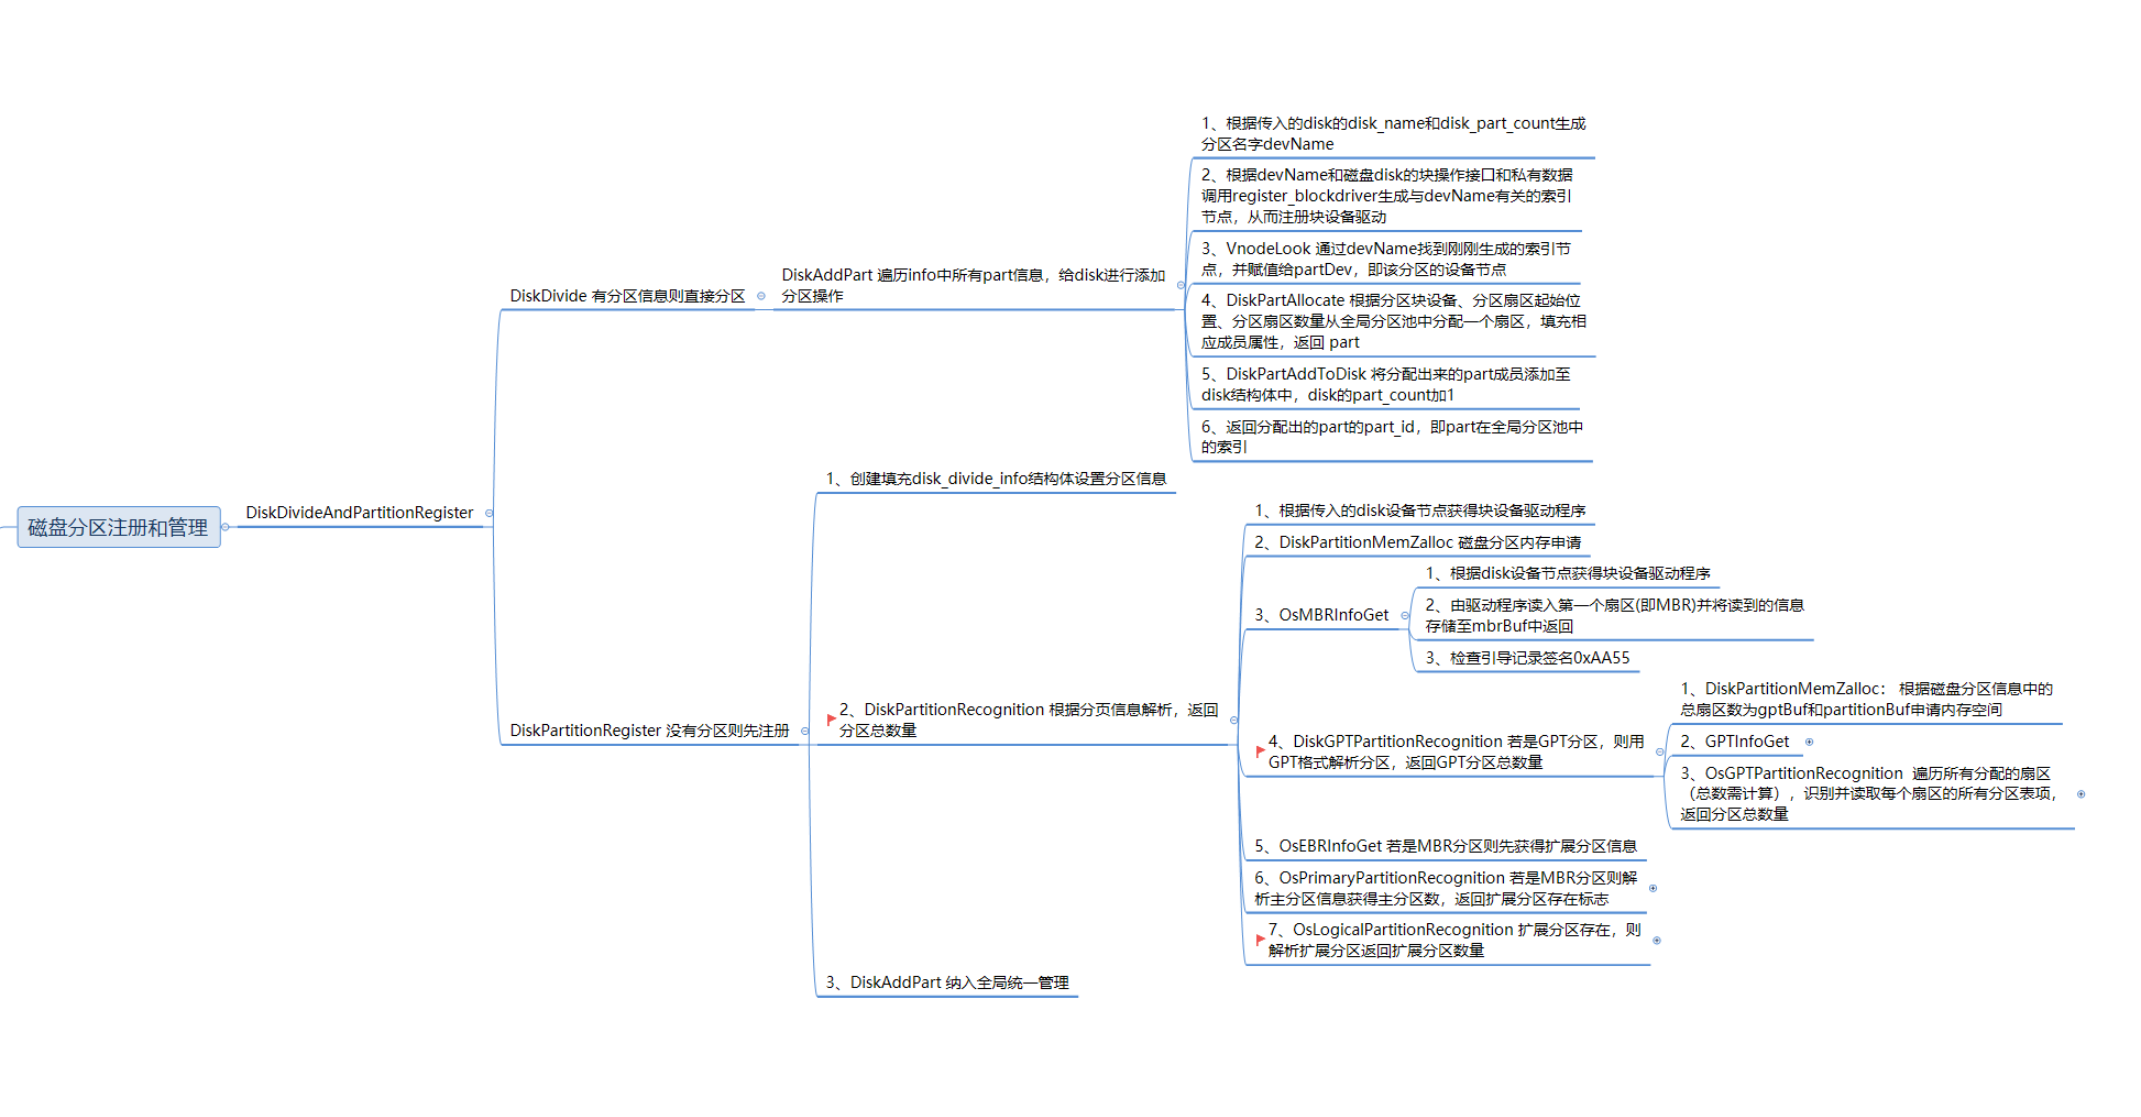 磁盘分区注册和管理
DiskDivideAndPartitionRegister
DiskDivide 有分区信息则直接分区
DiskAddPart 遍历info中所有part信息，给disk进行添加
分区操作
1、根据传入的disk的disk_name和disk_part_count生成
分区名字devName
2、根据devName和磁盘disk的块操作接口和私有数据
调用register_blockdriver生成与devName有关的索引
节点，从而注册块设备驱动
3、VnodeLook 通过devName找到刚刚生成的索引节
点，并赋值给partDev，即该分区的设备节点
4、DiskPartAllocate 根据分区块设备、分区扇区起始位
置、分区扇区数量从全局分区池中分配一个扇区，填充相
应成员属性，返回 part
5、DiskPartAddToDisk 将分配出来的part成员添加至
disk结构体中，disk的part_count加1
6、返回分配出的part的part_id，即part在全局分区池中
的索引
DiskPartitionRegister 没有分区则先注册
1、创建填充disk_divide_info结构体设置分区信息
2、DiskPartitionRecognition 根据分页信息解析，返回
分区总数量
1、根据传入的disk设备节点获得块设备驱动程序
2、DiskPartitionMemZalloc 磁盘分区内存申请
3、OsMBRInfoGet
1、根据disk设备节点获得块设备驱动程序
2、由驱动程序读入第一个扇区(即MBR)并将读到的信息
存储至mbrBuf中返回
3、检查引导记录签名0xAA55
4、DiskGPTPartitionRecognition 若是GPT分区，则用
GPT格式解析分区，返回GPT分区总数量
1、DiskPartitionMemZalloc： 根据磁盘分区信息中的
总扇区数为gptBuf和partitionBuf申请内存空间
2、GPTInfoGet
3、OsGPTPartitionRecognition 遍历所有分配的扇区
（总数需计算），识别并读取每个扇区的所有分区表项，
返回分区总数量
5、OsEBRInfoGet 若是MBR分区则先获得扩展分区信息
6、OsPrimaryPartitionRecognition 若是MBR分区则解
析主分区信息获得主分区数，返回扩展分区存在标志
7、OsLogicalPartitionRecognition 扩展分区存在，则
解析扩展分区返回扩展分区数量
3、DiskAddPart 纳入全局统一管理